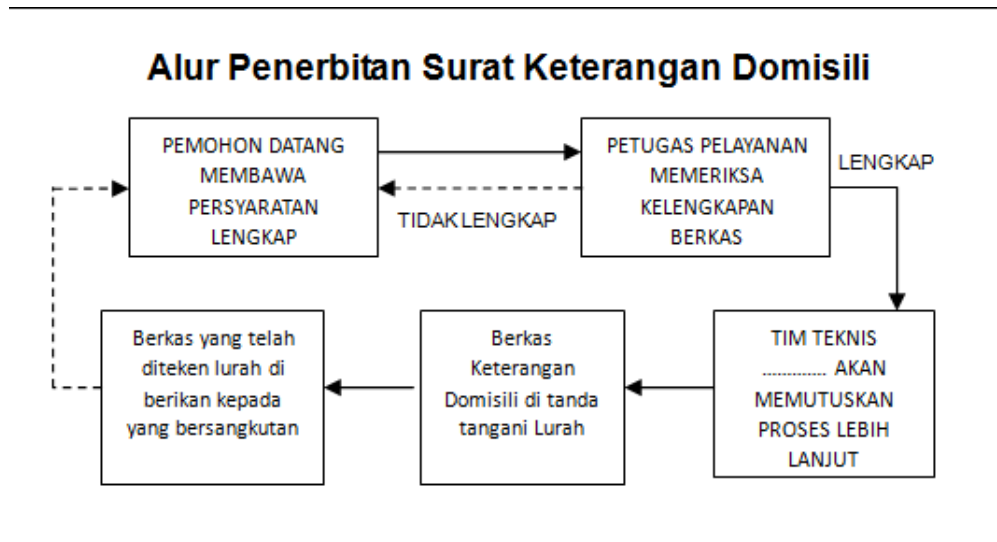 Alur Penerbitan Surat Keterangan Domisili
PEMOHON DATANG
MEMBAWA
PERSYARATAN
LENGKAP
TIDAK LENGKAP
PETUGAS PELAYANAN
MEMERIKSA
KELENGKAPAN
BERKAS
LENGKAP
TIM TEKNIS
.............. AKAN
MEMUTUSKAN
PROSES LEBIH
LANJUT
Berkas
Keterangan
Domisili di tanda
tangani Lurah
Berkas yang telah
diteken lurah di
berikan kepada
yang bersangkutan